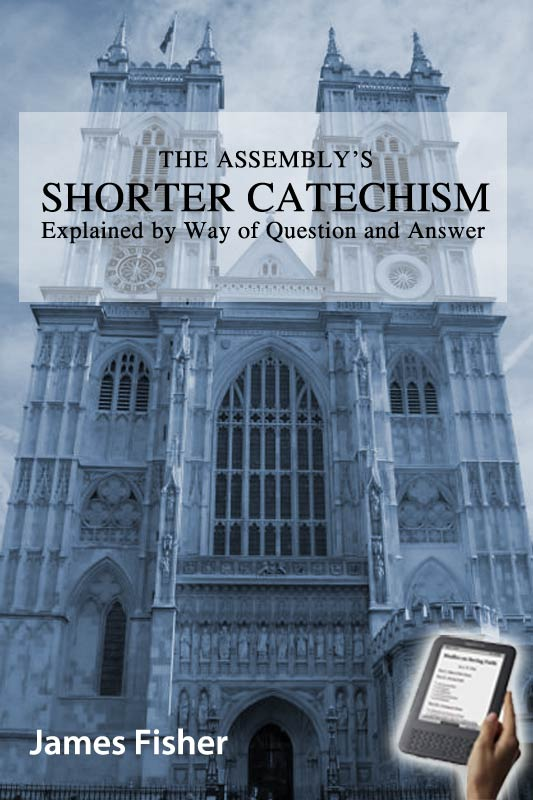 THE ASSEMBLY'S
SHORTER CATECHISM
Explained by Way of Question and Answer
James Fisher